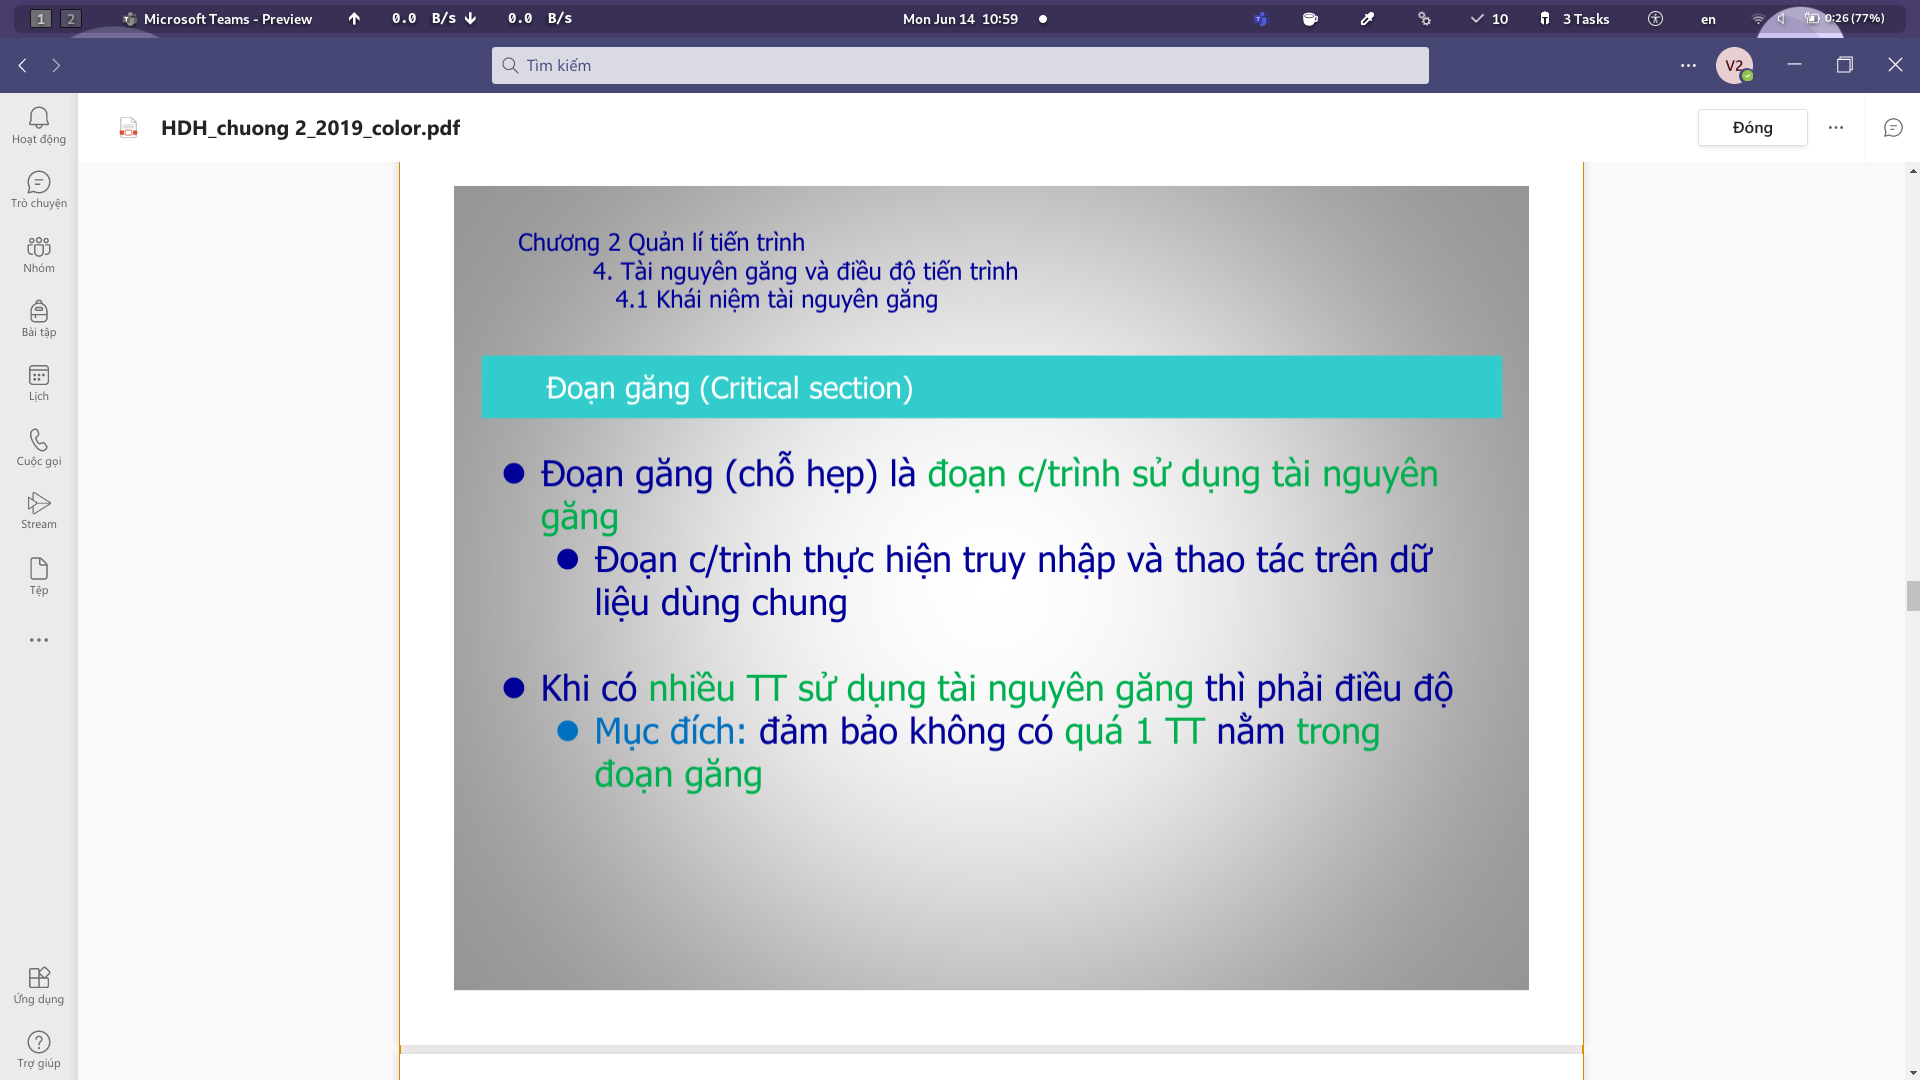 1 2 Microsoft Teams - Preview 0.0 B/s 0.0 B/s Mon Jun 14 10:59 10 3 Tasks en 0:26 (77%)
Tìm kiếm
V2
HDH_chuong 2_2019_color.pdf
Đóng
Hoạt động
Trò chuyện
Nhóm
Bài tập
Lịch
Cuộc gọi
Stream
Tệp
Ứng dụng
Trợ giúp
Chương 2 Quản lí tiến trình
4. Tài nguyên găng và điều độ tiến trình
4.1 Khái niệm tài nguyên găng
Đoạn găng (Critical section)
Đoạn găng (chỗ hẹp) là đoạn c/trình sử dụng tài nguyên
găng
Đoạn c/trình thực hiện truy nhập và thao tác trên dữ
liệu dùng chung
Khi có nhiều TT sử dụng tài nguyên găng thì phải điều độ
Mục đích: đảm bảo không có quá 1 TT nằm trong
đoạn găng